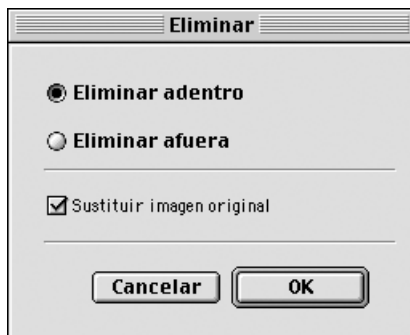 Eliminar
Eliminar adentro
Eliminar afuera
Sustituir imagen original
Cancelar OK